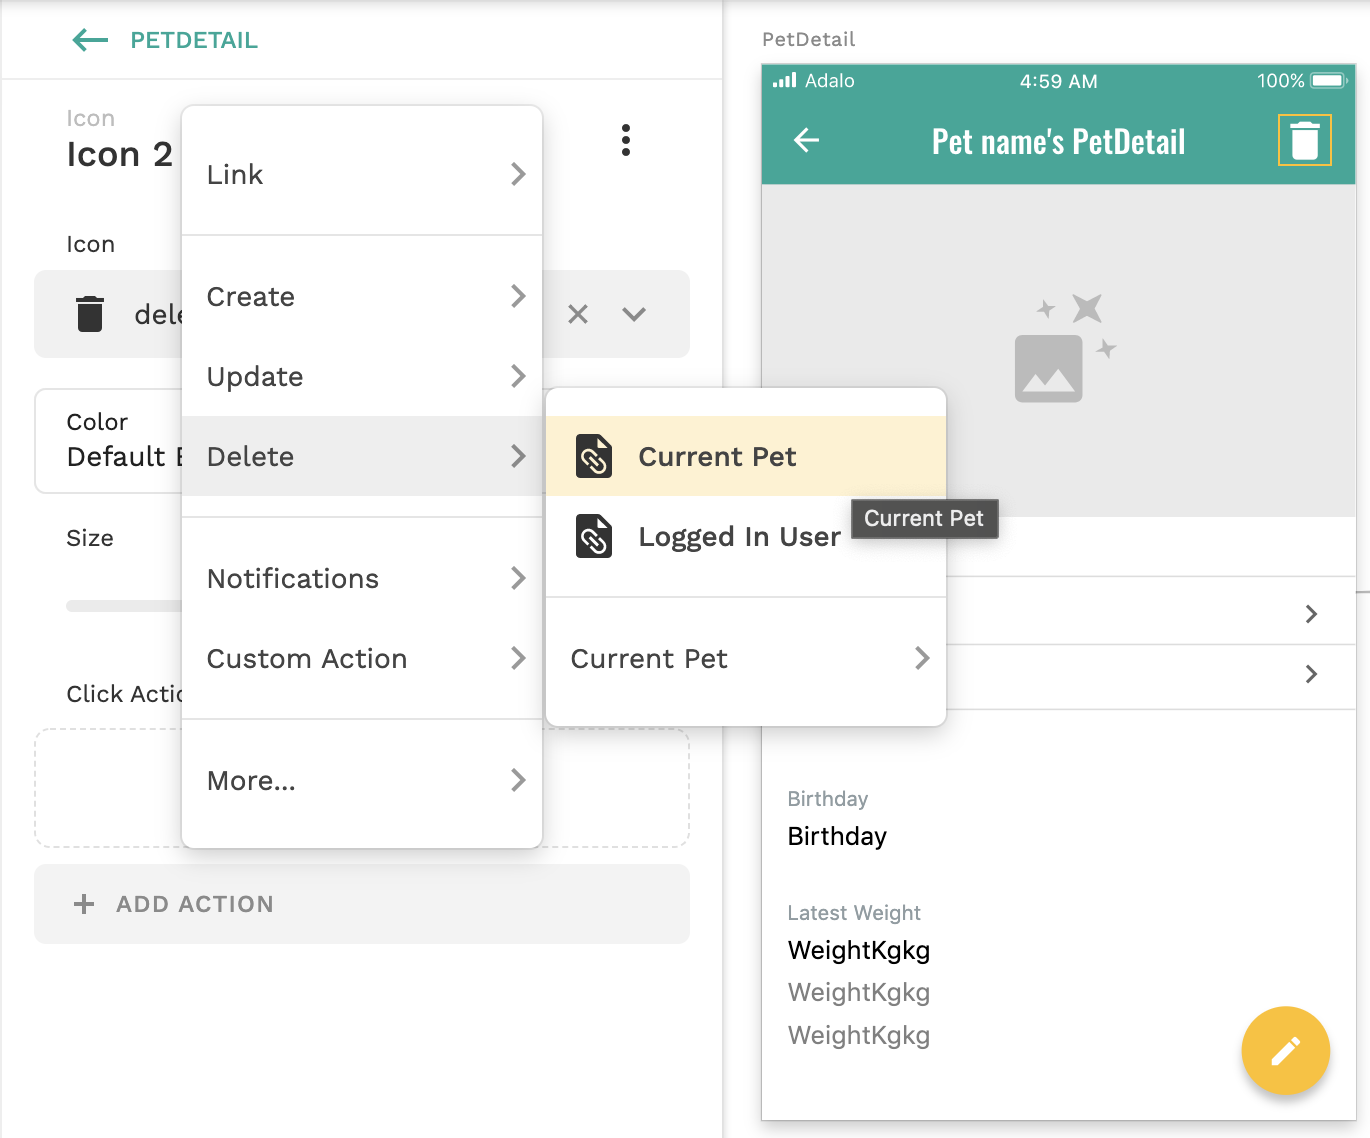 PETDETAIL
Icon
Icon 2
Icon
dele
Color
Default
Size
Click Actio
ADD ACTION
Link
Create
Update
Delete
Notifications
Custom Action
More...
Current Pet
Logged In User
Current Pet
Current Pet
PetDetail
Adalo
4:59 AM
100%
Pet name's PetDetail
Birthday
Birthday
Latest Weight
WeightKgkg
WeightKgkg
WeightKgkg